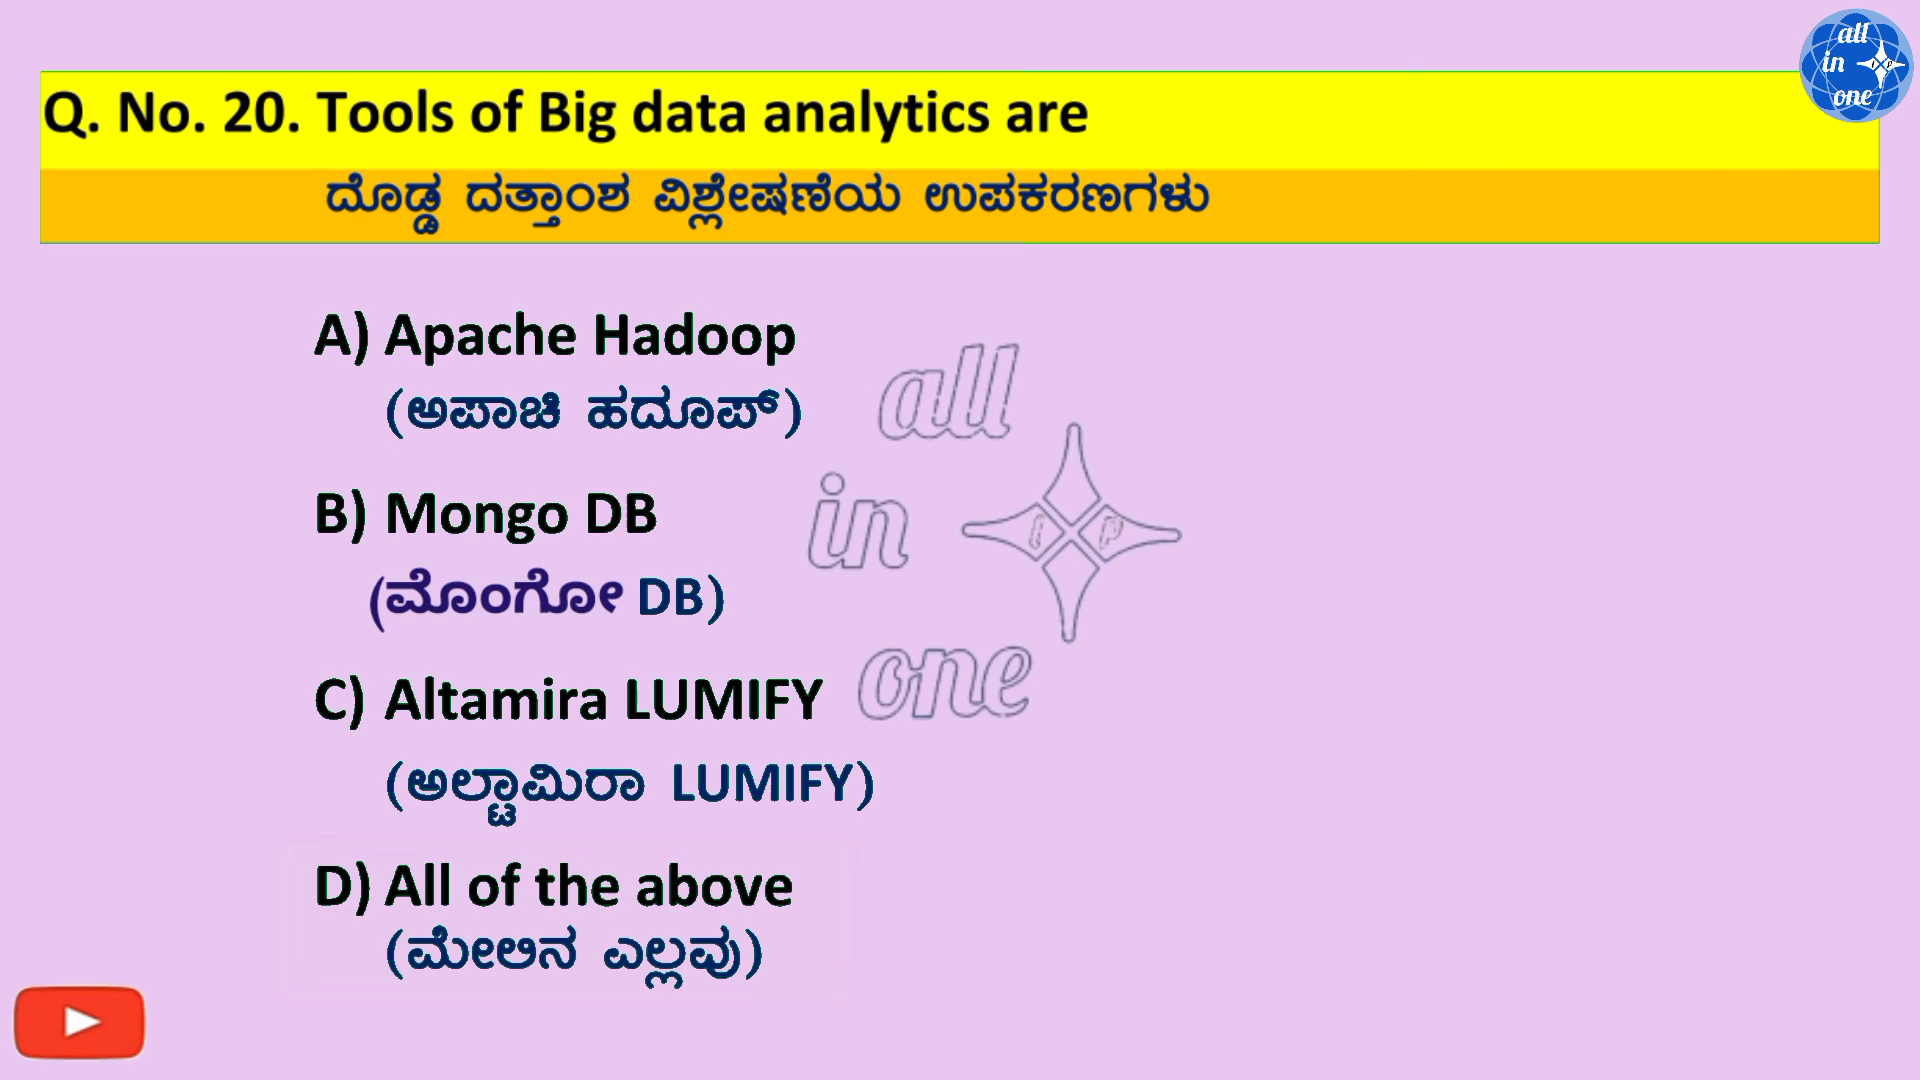 all
in
one
Q. No. 20. Tools of Big data analytics are
ದೊಡ್ಡ ದತ್ತಾಂಶ ವಿಶ್ಲೇಷಣೆಯ ಉಪಕರಣಗಳು
A) Apache Hadoop
(ಅಪಾಚಿ ಹದೂಪ್)
B) Mongo DB
(ಮೊಂಗೋ DB)
C) Altamira LUMIFY
(ಅಲ್ಟಾಮಿರಾ LUMIFY)
D) All of the above
(ಮೇಲಿನ ಎಲ್ಲವು)
all
in
I P
one